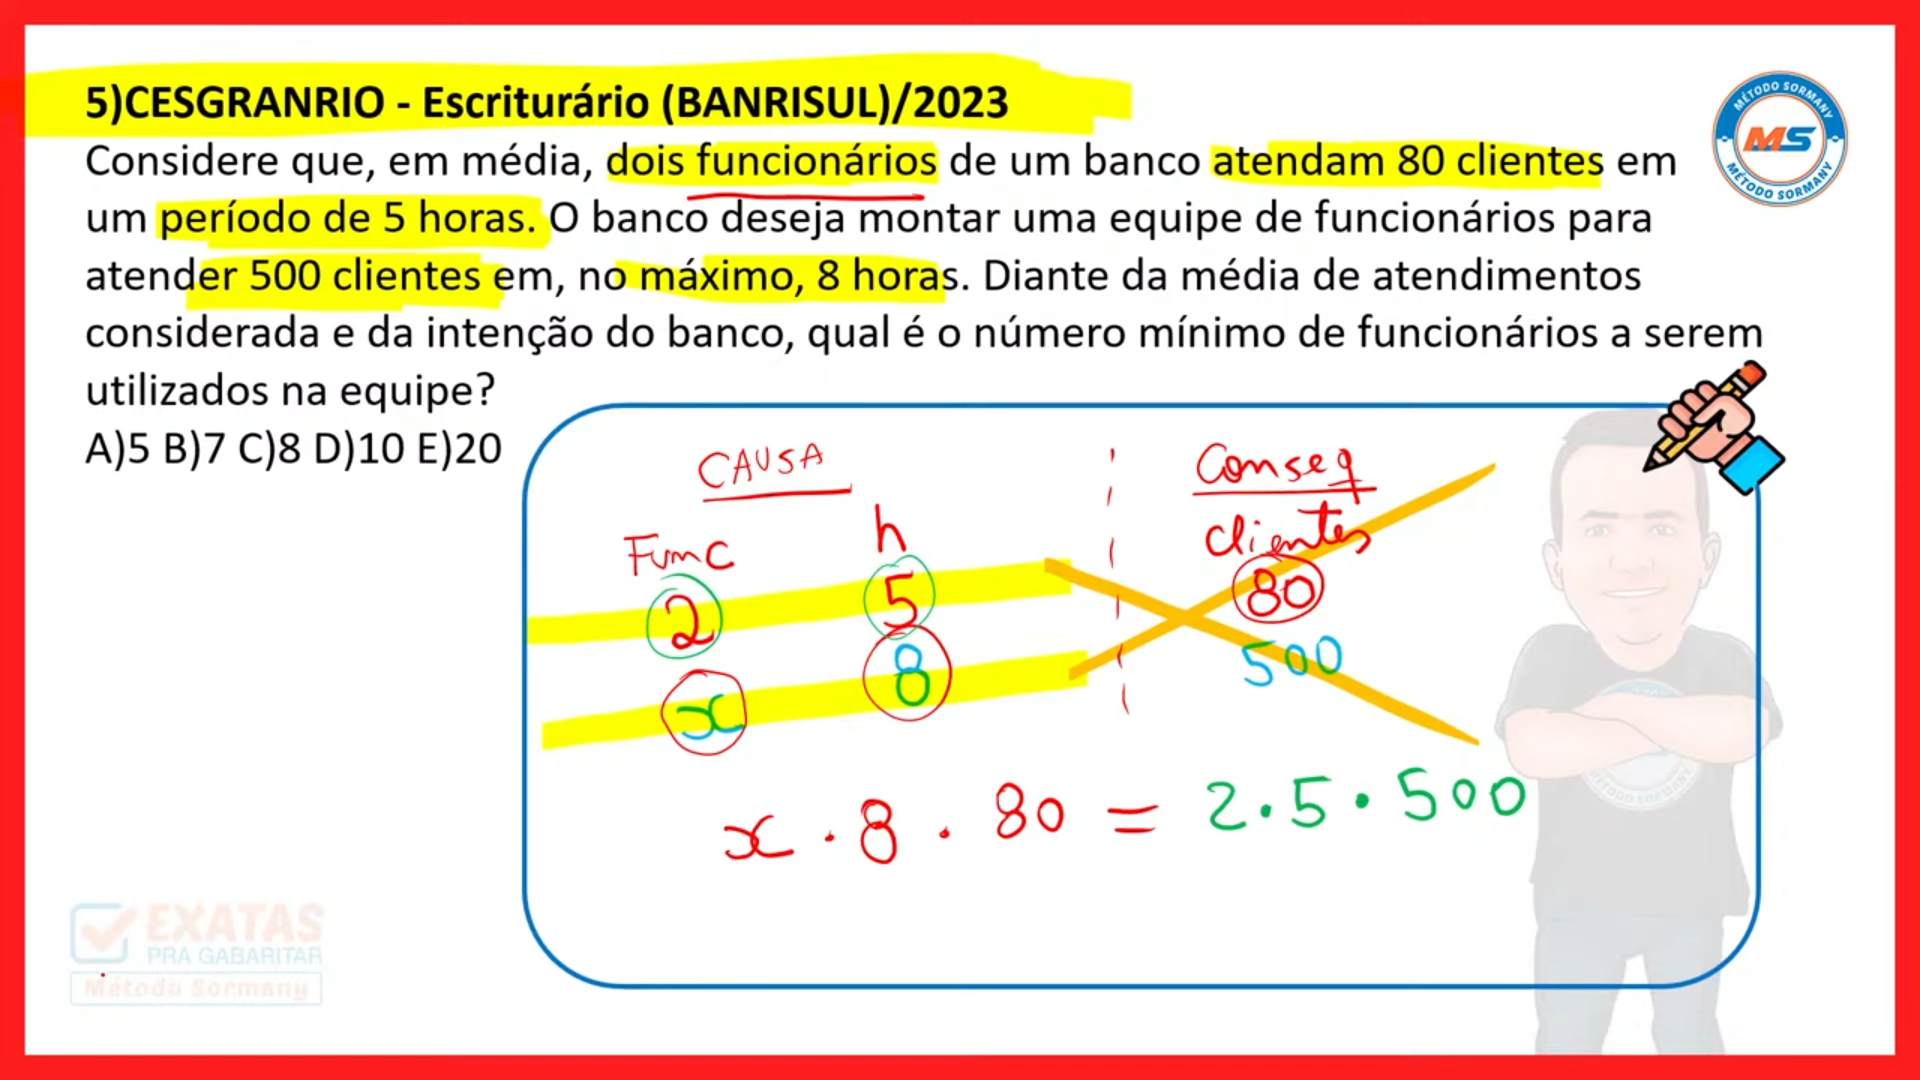 5)CESGRANRIO - Escriturário (BANRISUL)/2023
Considere que, em média, dois funcionários de um banco atendam 80 clientes em
um período de 5 horas. O banco deseja montar uma equipe de funcionários para
atender 500 clientes em, no máximo, 8 horas. Diante da média de atendimentos
considerada e da intenção do banco, qual é o número mínimo de funcionários a serem
utilizados na equipe?
A)5 B)7 C)8 D)10 E)20
MÉTODO SORMANY
MS
MÉTODO SORMANY
CAUSA Conseq
Func h clientes
2 5 80
x 8 500
x · 8 · 80 = 2 · 5 · 500
EXATAS
PRA GABARITAR
Método Sormany